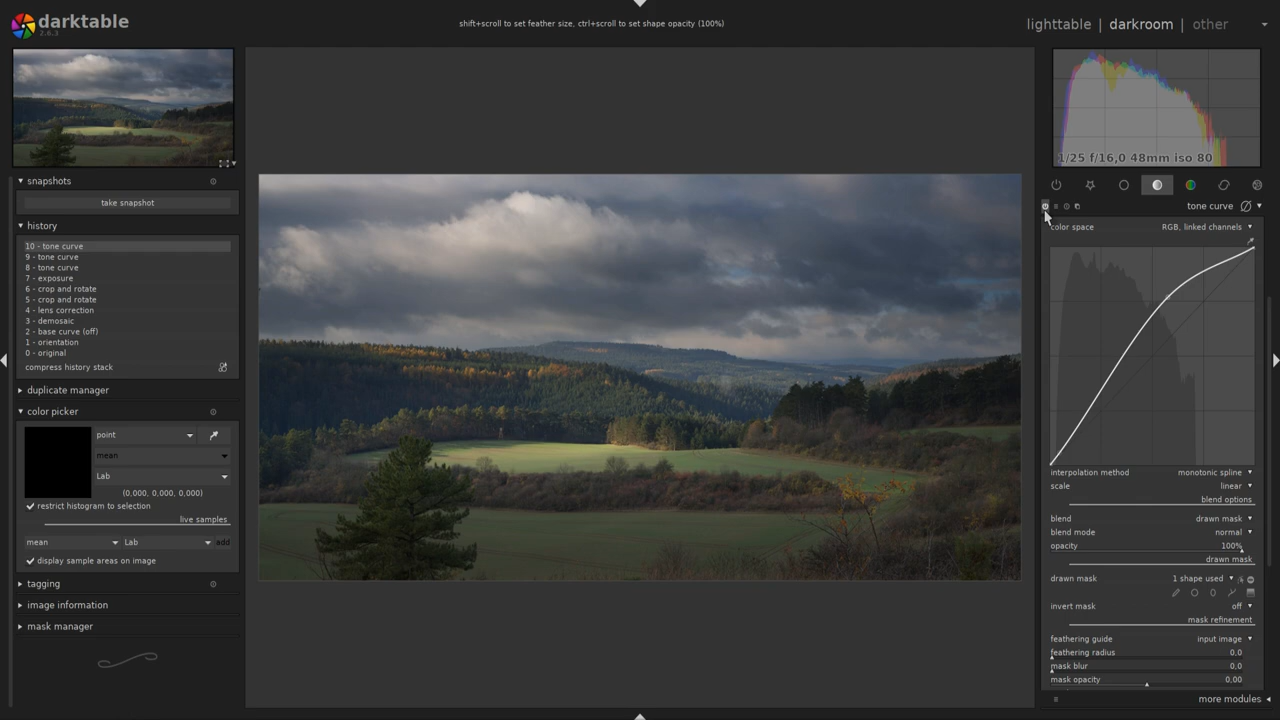 darktable
2.6.3
shift+scroll to set feather size, ctrl+scroll to set shape opacity (100%)
lighttable | darkroom | other
1/25 f/16,0 48mm iso 80
snapshots
take snapshot
history
10 - tone curve
9 - tone curve
8 - tone curve
7 - exposure
6 - crop and rotate
5 - crop and rotate
4 - lens correction
3 - demosaic
2 - base curve (off)
1 - orientation
0 - original
compress history stack
duplicate manager
color picker
point
mean
Lab
(0.000, 0.000, 0.000)
restrict histogram to selection
live samples
mean Lab add
display sample areas on image
tagging
image information
mask manager
tone curve
color space RGB, linked channels
interpolation method monotonic spline
scale linear
blend options
blend drawn mask
blend mode normal
opacity 100%
drawn mask
drawn mask 1 shape used
invert mask off
mask refinement
feathering guide input image
feathering radius 0,0
mask blur 0,0
mask opacity 0,00
more modules